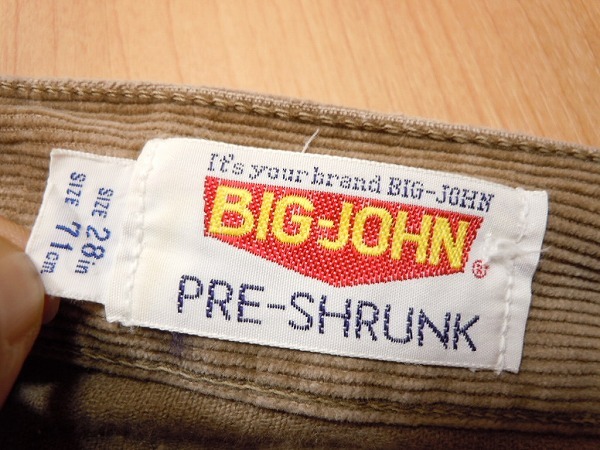 It's your brand BIG-JOHN
BIG-JOHN®
PRE-SHRUNK
SIZE 28in
SIZE 71cm